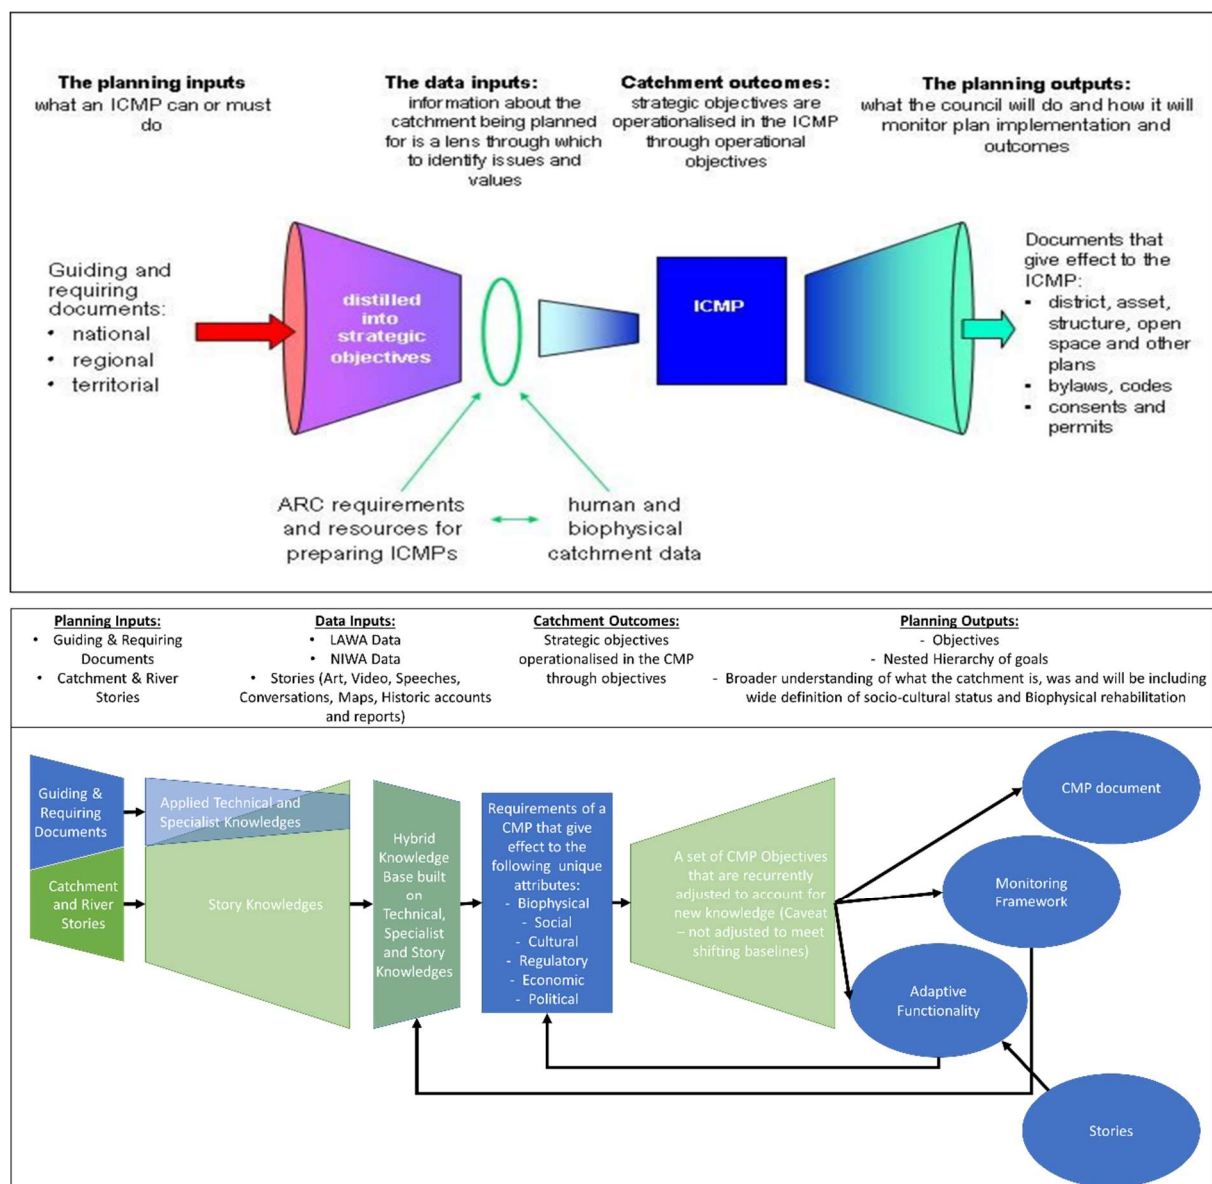 The planning inputs
what an ICMP can or must
do
The data inputs:
information about the
catchment being planned
for is a lens through which
to identify issues and
values
Catchment outcomes:
strategic objectives are
operationalised in the ICMP
through operational
objectives
The planning outputs:
what the council will do and how it will
monitor plan implementation and
outcomes
Guiding and
requiring
documents:
• national
• regional
• territorial
distilled
into
strategic
objectives
ICMP
Documents that
give effect to the
ICMP:
▪ district, asset,
structure, open
space and other
plans
▪ bylaws, codes
▪ consents and
permits
ARC requirements
and resources for
preparing ICMPs
human and
biophysical
catchment data
Planning Inputs:
• Guiding & Requiring
Documents
• Catchment & River
Stories
Data Inputs:
• LAWA Data
• NIWA Data
• Stories (Art, Video, Speeches,
Conversations, Maps, Historic accounts
and reports)
Catchment Outcomes:
Strategic objectives
operationalised in the CMP
through objectives
Planning Outputs:
- Objectives
- Nested Hierarchy of goals
- Broader understanding of what the catchment is, was and will be including
wide definition of socio-cultural status and Biophysical rehabilitation
Guiding &
Requiring
Documents
Catchment
and River
Stories
Applied Technical and
Specialist Knowledges
Story Knowledges
Hybrid
Knowledge
Base built
on
Technical,
Specialist
and Story
Knowledges
Requirements of a
CMP that give
effect to the
following unique
attributes:
- Biophysical
- Social
- Cultural
- Regulatory
- Economic
- Political
A set of CMP Objectives
that are recurrently
adjusted to account for
new knowledge (Caveat
– not adjusted to meet
shifting baselines)
CMP document
Monitoring
Framework
Adaptive
Functionality
Stories